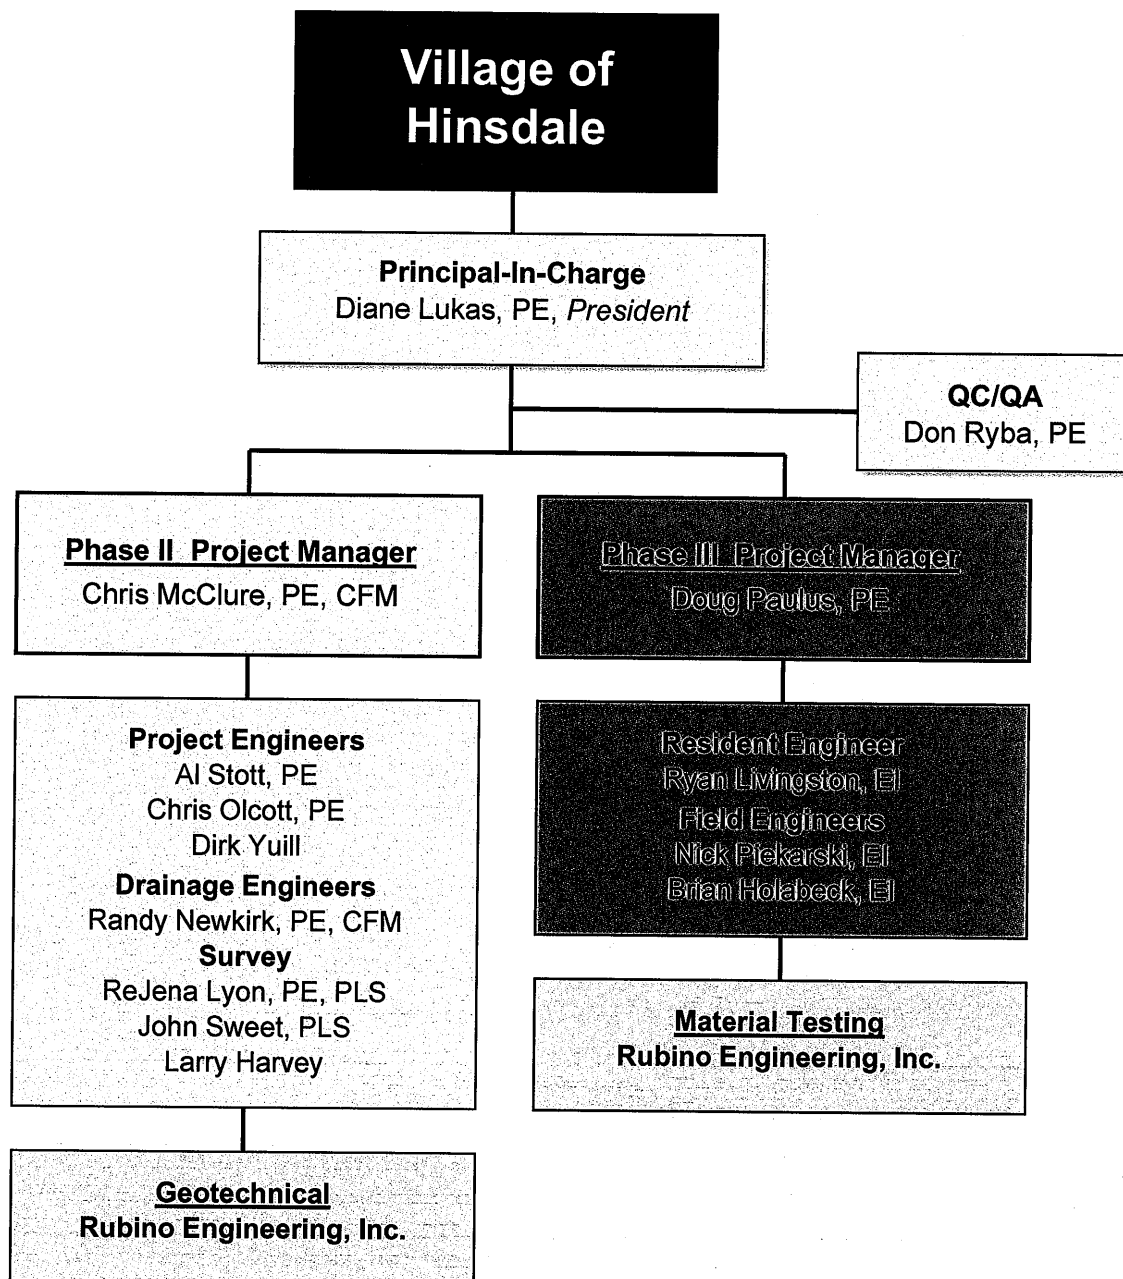 Village of
Hinsdale
Principal-In-Charge
Diane Lukas, PE, President
QC/QA
Don Ryba, PE
Phase II Project Manager
Chris McClure, PE, CFM
Project Engineers
Al Stott, PE
Chris Olcott, PE
Dirk Yuill
Drainage Engineers
Randy Newkirk, PE, CFM
Survey
ReJena Lyon, PE, PLS
John Sweet, PLS
Larry Harvey
Geotechnical
Rubino Engineering, Inc.
Phase III Project Manager
Doug Paulus, PE
Resident Engineer
Ryan Livingston, EI
Field Engineers
Nick Piekarski, EI
Brian Holabeck, EI
Material Testing
Rubino Engineering, Inc.